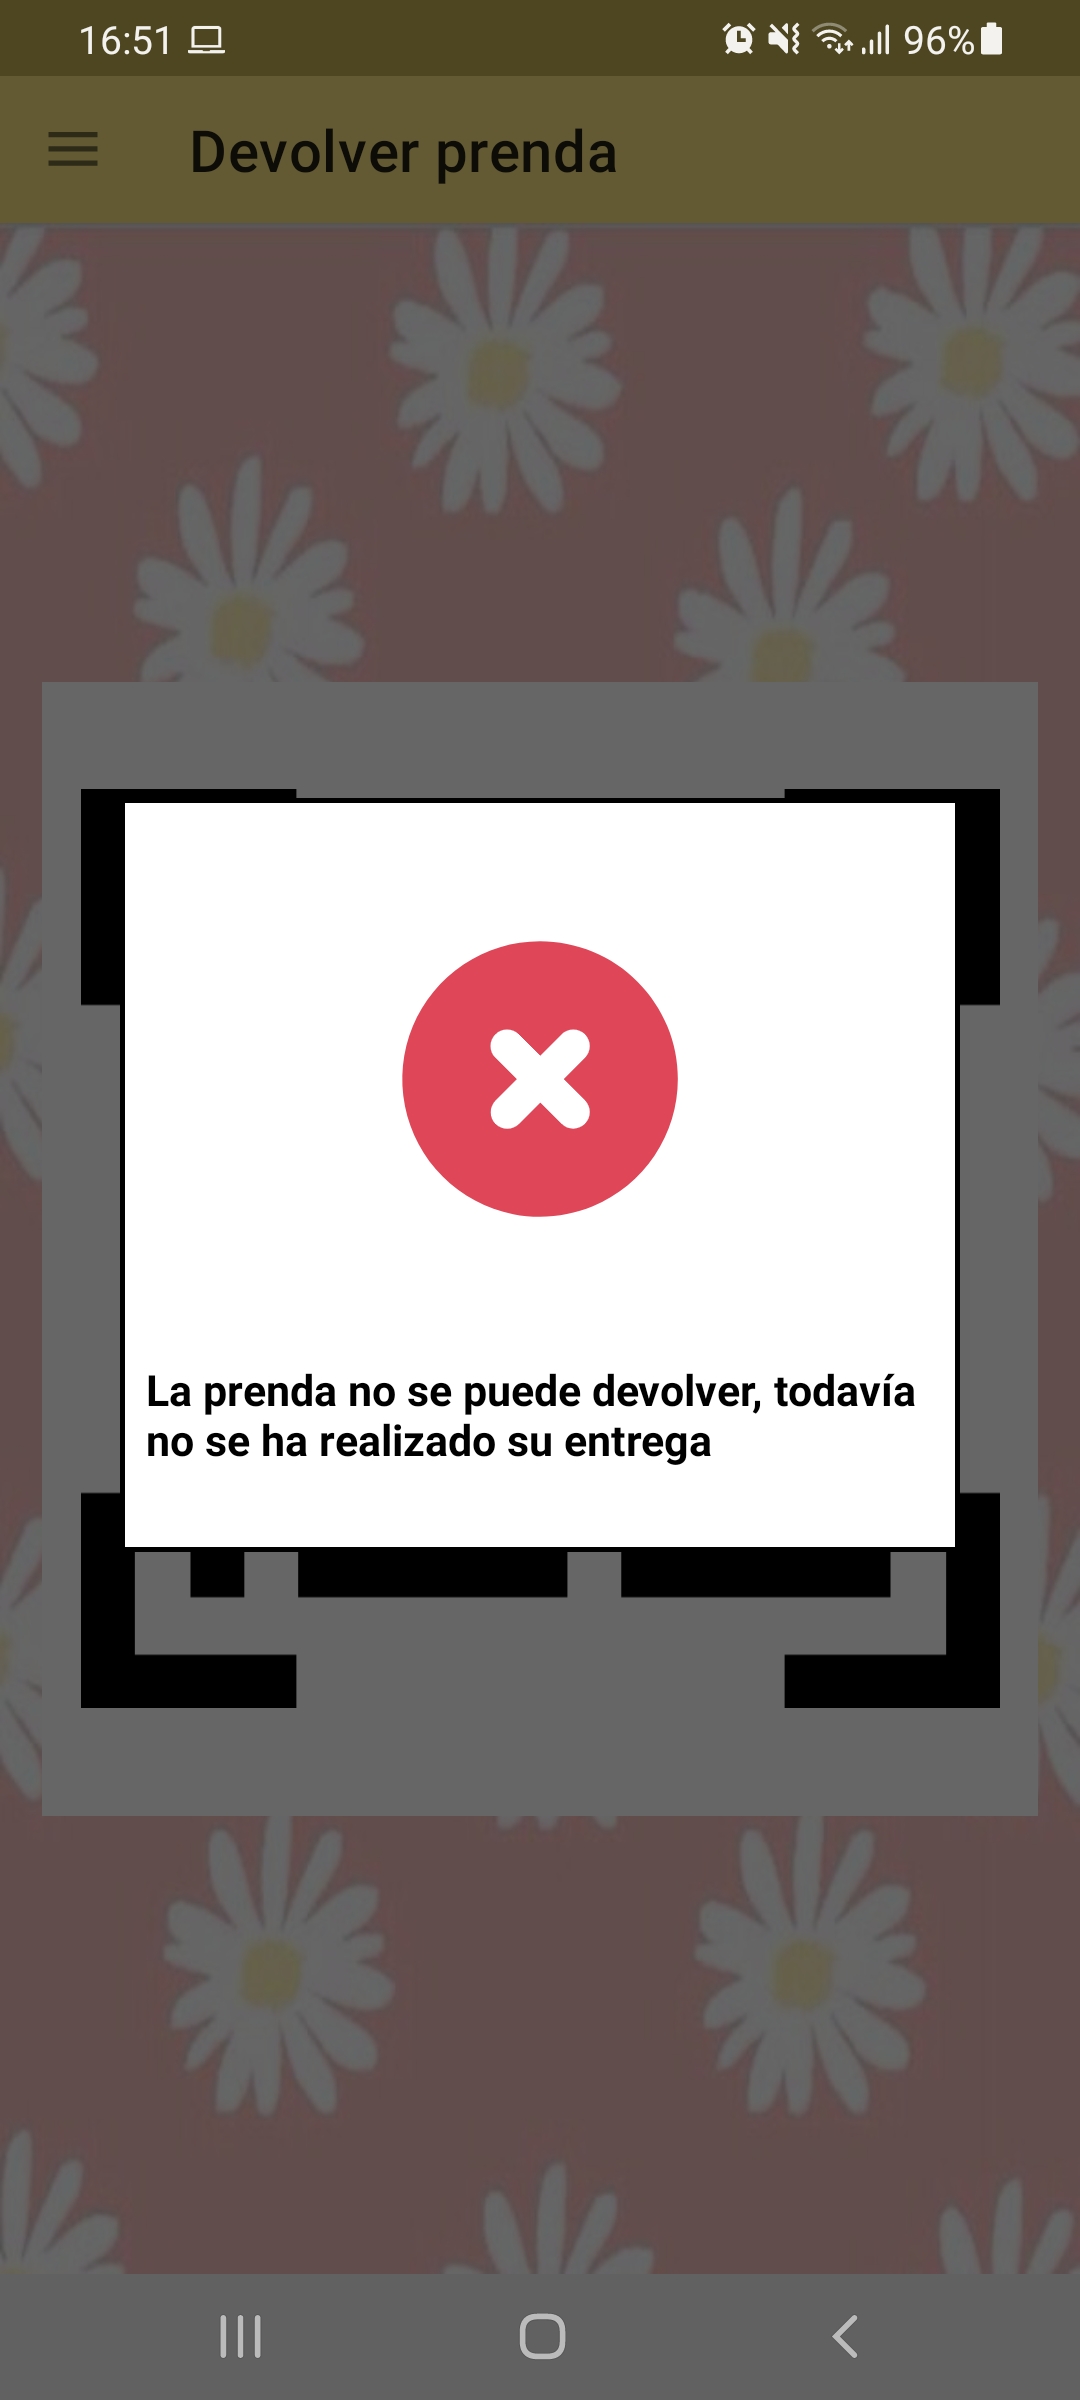 16:51 96%
Devolver prenda
La prenda no se puede devolver, todavía
no se ha realizado su entrega